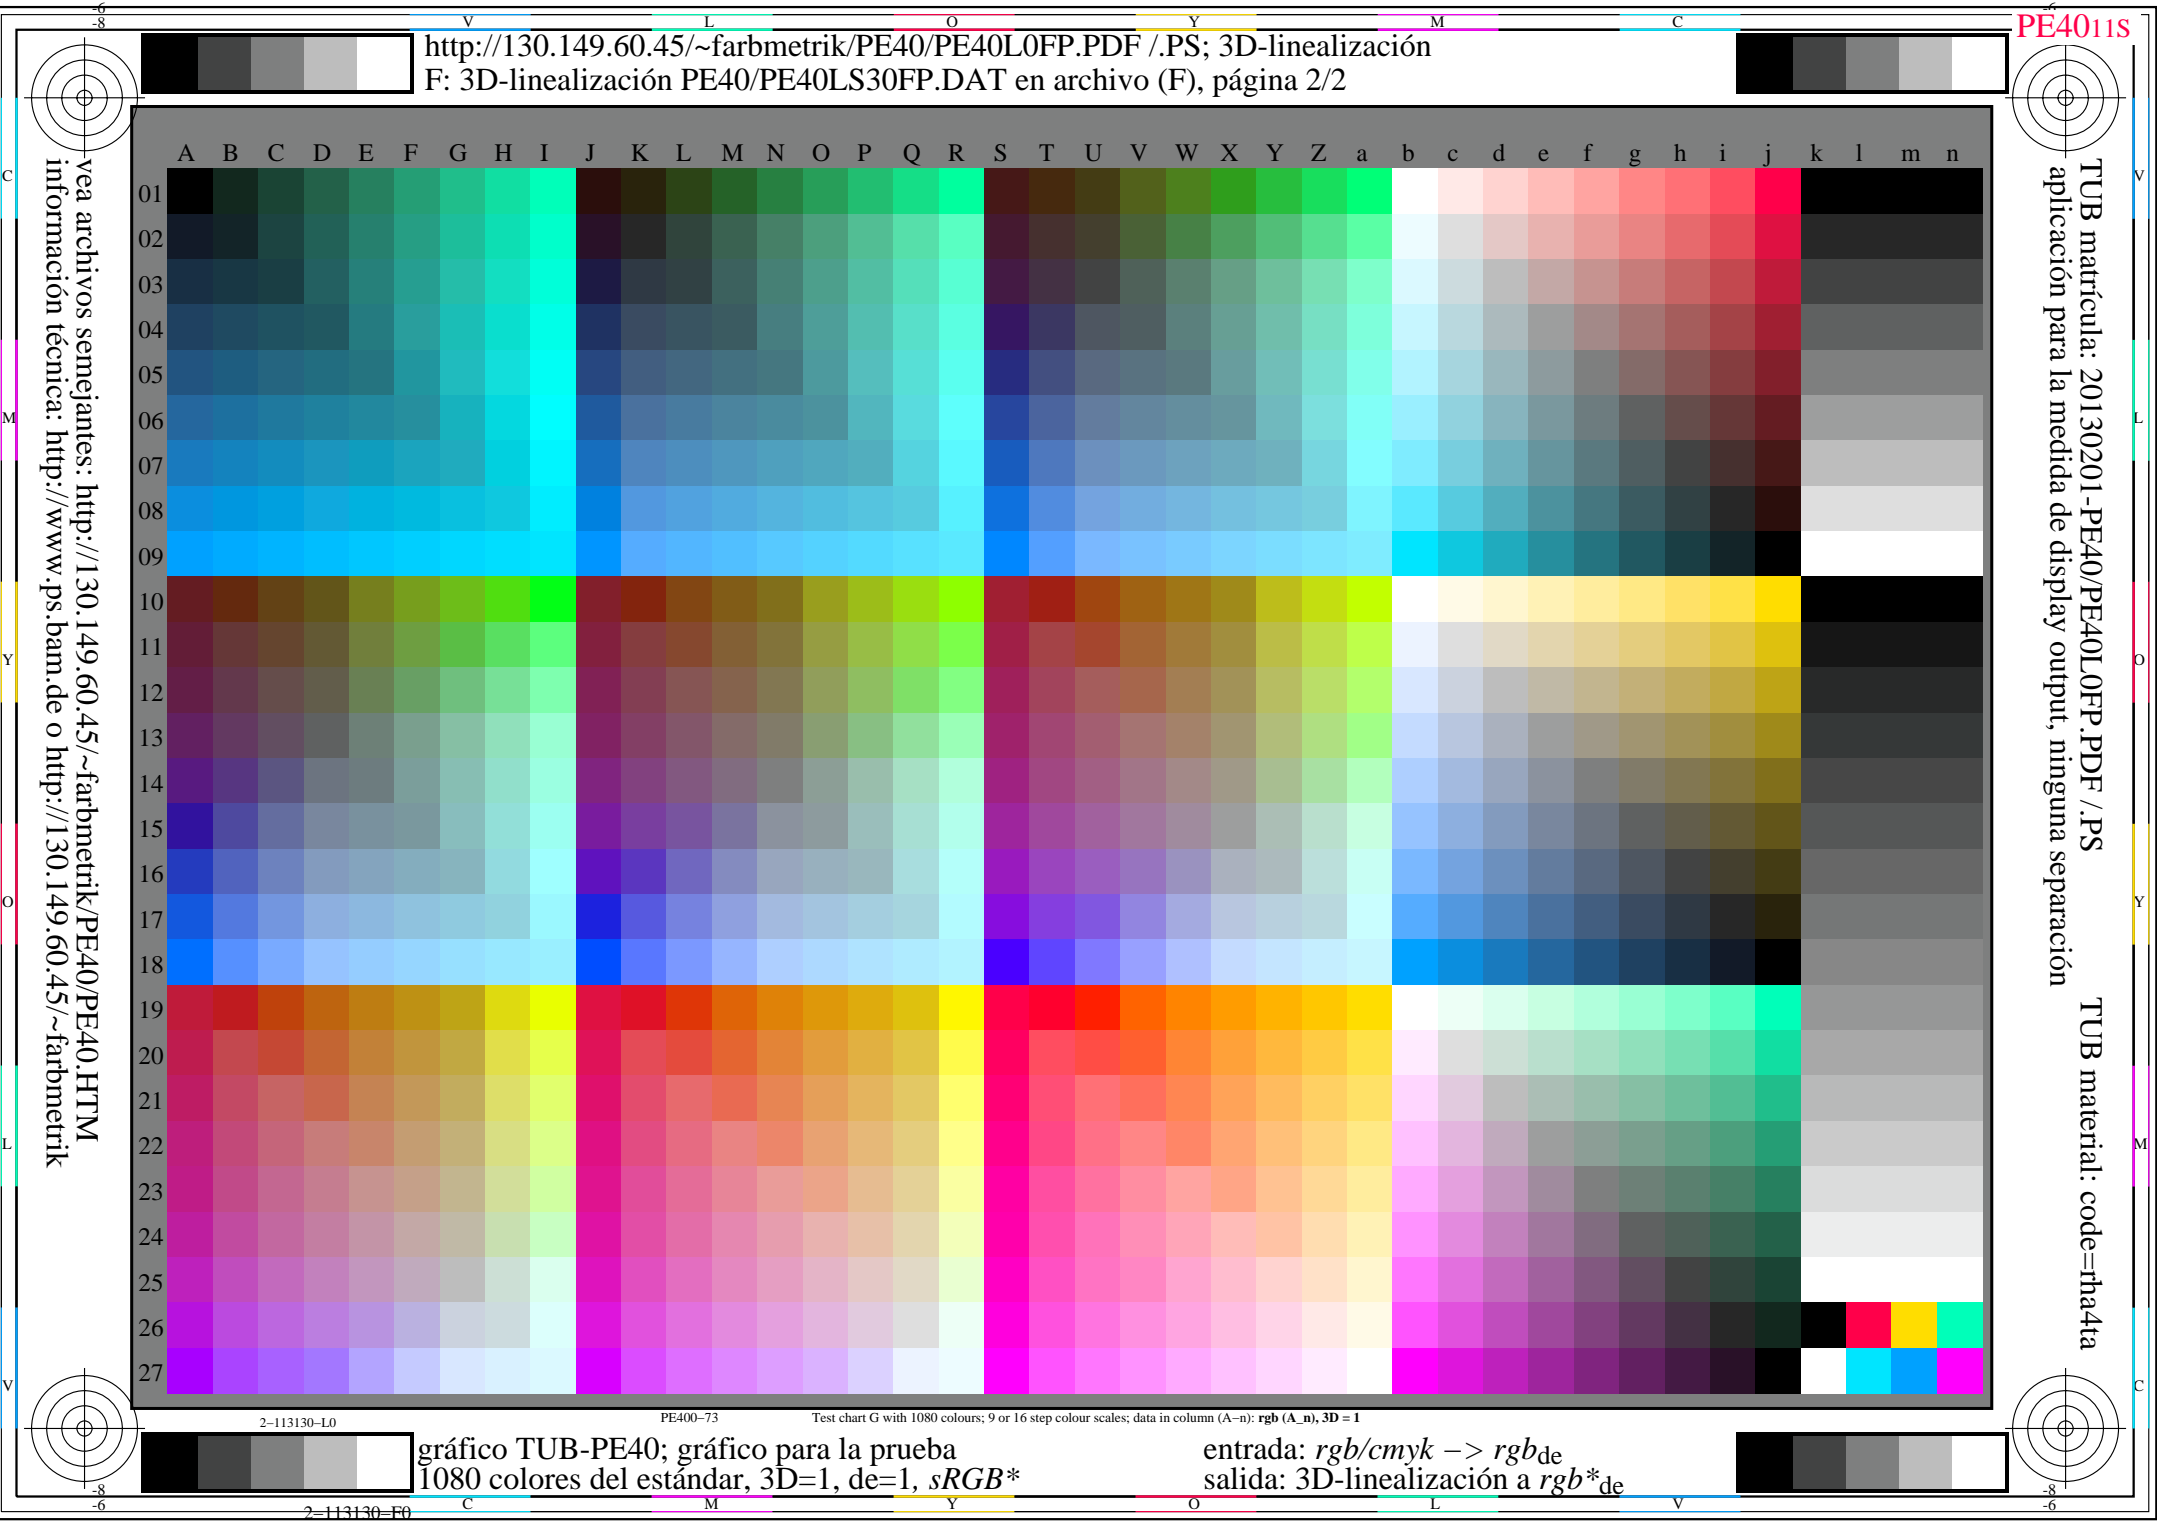 -6
-8
V L O Y M C
-6
PE4011S
http://130.149.60.45/~farbmetrik/PE40/PE40L0FP.PDF /.PS; 3D-linealización
F: 3D-linealización PE40/PE40LS30FP.DAT en archivo (F), página 2/2
A B C D E F G H I J K L M N O P Q R S T U V W X Y Z a b c d e f g h i j k l m n
01
02
03
04
05
06
07
08
09
10
11
12
13
14
15
16
17
18
19
20
21
22
23
24
25
26
27
C
M
Y
O
L
V
vea archivos semejantes: http://130.149.60.45/~farbmetrik/PE40/PE40.HTM
información técnica: http://www.ps.bam.de o http://130.149.60.45/~farbmetrik
TUB matrícula: 20130201-PE40/PE40L0FP.PDF /.PS TUB material: code=rha4ta
aplicación para la medida de display output, ninguna separación
V
L
O
Y
M
C
2-113130-L0 PE400-73 Test chart G with 1080 colours; 9 or 16 step colour scales; data in column (A-n): rgb (A_n), 3D = 1
gráfico TUB-PE40; gráfico para la prueba
1080 colores del estándar, 3D=1, de=1, sRGB*
entrada: rgb/cmyk -> rgbde
salida: 3D-linealización a rgb*de
-8
-6
2-113130-F0
C M Y O L V
-8
-6